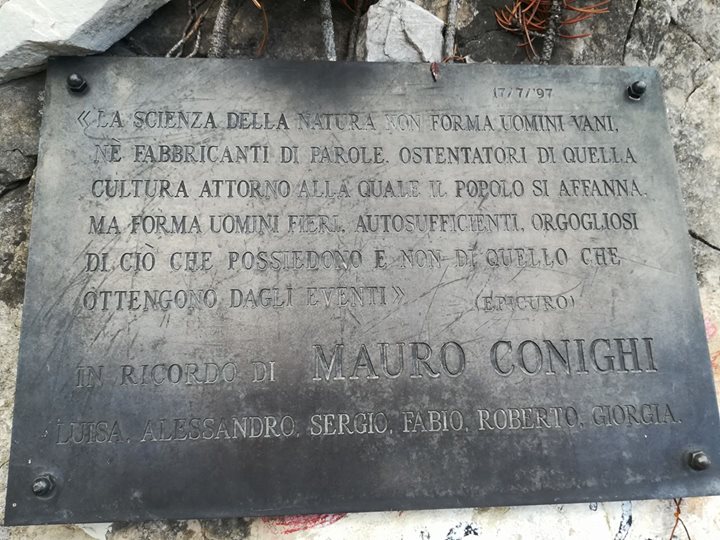 17/7/'97
«LA SCIENZA DELLA NATURA NON FORMA UOMINI VANI,
NÈ FABBRICANTI DI PAROLE, OSTENTATORI DI QUELLA
CULTURA ATTORNO ALLA QUALE IL POPOLO SI AFFANNA,
MA FORMA UOMINI FIERI, AUTOSUFFICIENTI, ORGOGLIOSI
DI CIÒ CHE POSSIEDONO E NON DI QUELLO CHE
OTTENGONO DAGLI EVENTI» (EPICURO)
IN RICORDO DI MAURO CONIGHI
LUISA, ALESSANDRO, SERGIO, FABIO, ROBERTO, GIORGIA.